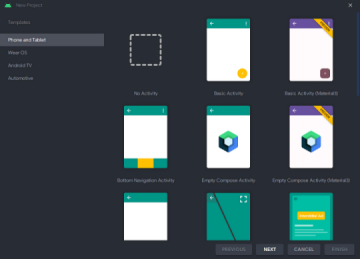 New Project
Templates
Phone and Tablet
Wear OS
Android TV
Automotive
No Activity
Basic Activity
Basic Activity (Material3)
Bottom Navigation Activity
Empty Compose Activity
Empty Compose Activity (Material3)
PREVIOUS
NEXT
CANCEL
FINISH